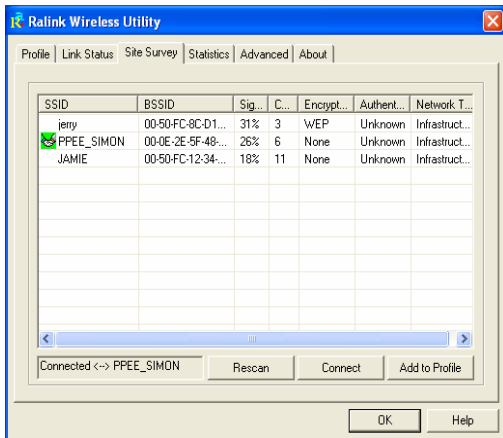 Ralink Wireless Utility
Profile Link Status Site Survey Statistics Advanced About
SSID BSSID Sig... C... Encrypt... Authent... Network T...
jerry 00-50-FC-8C-D1... 31% 3 WEP Unknown Infrastruct...
PPEE_SIMON 00-0E-2E-5F-48-... 26% 6 None Unknown Infrastruct...
JAMIE 00-50-FC-12-34-... 18% 11 None Unknown Infrastruct...
Connected <--> PPEE_SIMON Rescan Connect Add to Profile
OK Help